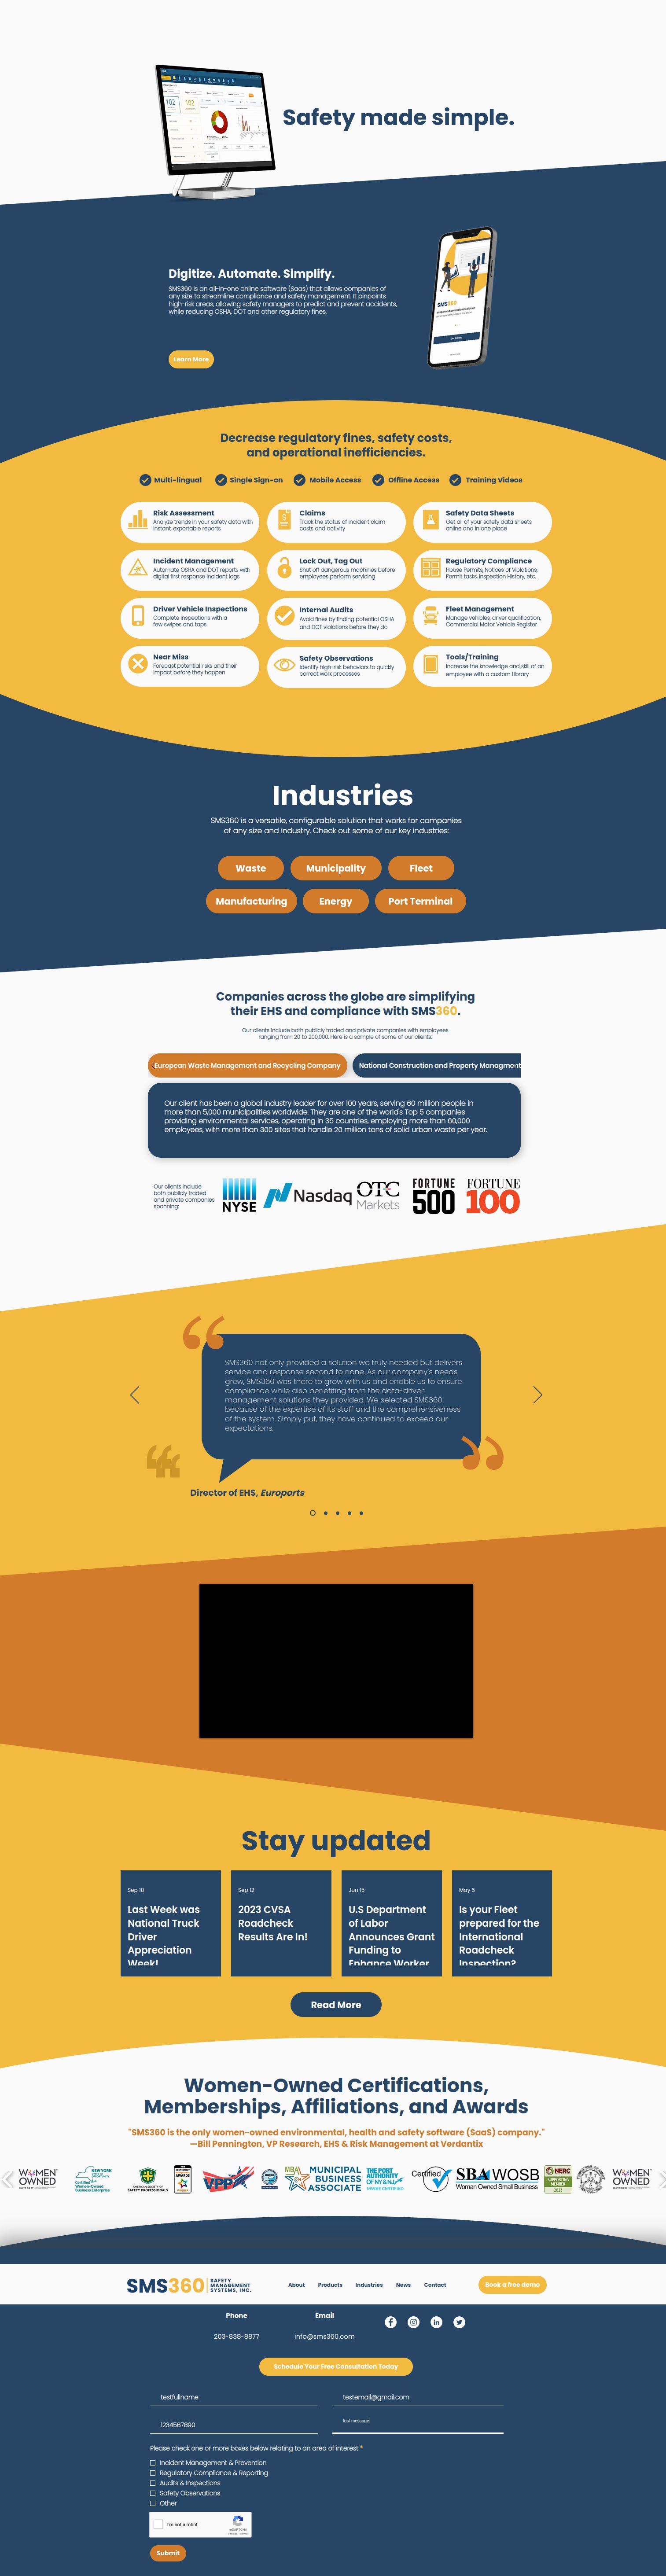 Safety made simple.
Digitize. Automate. Simplify.
SMS360 is an all-in-one online software (Saas) that allows companies of
any size to streamline compliance and safety management. It pinpoints
high-risk areas, allowing safety managers to predict and prevent accidents,
while reducing OSHA, DOT and other regulatory fines.
SMS360
Learn More
Decrease regulatory fines, safety costs,
and operational inefficiencies.
Multi-lingual Single Sign-on Mobile Access Offline Access Training Videos
Risk Assessment
Analyze trends in your safety data with
instant, exportable reports
Claims
Track the status of incident claim
costs and activity
Safety Data Sheets
Get all of your safety data sheets
online and in one place
Incident Management
Automate OSHA and DOT reports with
digital first response incident logs
Lock Out, Tag Out
Shut off dangerous machines before
employees perform servicing
Regulatory Compliance
House Permits, Notices of Violations,
Permit tasks, Inspection History, etc.
Driver Vehicle Inspections
Complete inspections with a
few swipes and taps
Internal Audits
Avoid fines by finding potential OSHA
and DOT violations before they do
Fleet Management
Manage vehicles, driver qualification,
Commercial Motor Vehicle Register
Near Miss
Forecast potential risks and their
impact before they happen
Safety Observations
Identify high-risk behaviors to quickly
correct work processes
Tools/Training
Increase the knowledge and skill of an
employee with a custom Library
Industries
SMS360 is a versatile, configurable solution that works for companies
of any size and industry. Check out some of our key industries:
Waste Municipality Fleet
Manufacturing Energy Port Terminal
Companies across the globe are simplifying
their EHS and compliance with SMS360.
Our clients include both publicly traded and private companies with employees
ranging from 20 to 200,000. Here is a sample of some of our clients:
European Waste Management and Recycling Company
National Construction and Property Managment
Our client has been a global industry leader for over 100 years, serving 60 million people in
more than 5,000 municipalities worldwide. They are one of the world's Top 5 companies
providing environmental services, operating in 35 countries, employing more than 60,000
employees, with more than 300 sites that handle 20 million tons of solid urban waste per year.
Our clients include
both publicly traded
and private companies
spanning:
NYSE
Nasdaq
OTC
Markets
FORTUNE
500
FORTUNE
100
SMS360 not only provided a solution we truly needed but delivers
service and response second to none. As our company's needs
grew, SMS360 was there to grow with us and enable us to ensure
compliance while also benefiting from the data-driven
management solutions they provided. We selected SMS360
because of the expertise of its staff and the comprehensiveness
of the system. Simply put, they have continued to exceed our
expectations.
Director of EHS, Euroports
Stay updated
Sep 18
Last Week was
National Truck
Driver
Appreciation
Week!
Sep 12
2023 CVSA
Roadcheck
Results Are In!
Jun 15
U.S Department
of Labor
Announces Grant
Funding to
Enhance Worker
May 5
Is your Fleet
prepared for the
International
Roadcheck
Inspection?
Read More
Women-Owned Certifications,
Memberships, Affiliations, and Awards
"SMS360 is the only women-owned environmental, health and safety software (SaaS) company."
—Bill Pennington, VP Research, EHS & Risk Management at Verdantix
WOMEN
OWNED
NEW YORK
Certified
Women-Owned
Business Enterprise
AMERICAN SOCIETY OF
SAFETY PROFESSIONALS
AWARDS
VPP
MBA
MUNICIPAL
BUSINESS
ASSOCIATE
THE PORT
AUTHORITY
OF NY & NJ
MWBE CERTIFIED
Certified
SBA WOSB
Woman Owned Small Business
NERC
WOMEN
OWNED
SMS360
SAFETY
MANAGEMENT
SYSTEMS, INC.
About Products Industries News Contact
Book a free demo
Phone
203-838-8877
Email
info@sms360.com
Schedule Your Free Consultation Today
testfullname
testemail@gmail.com
1234567890
test message
Please check one or more boxes below relating to an area of interest *
Incident Management & Prevention
Regulatory Compliance & Reporting
Audits & Inspections
Safety Observations
Other
I'm not a robot
reCAPTCHA
Privacy - Terms
Submit